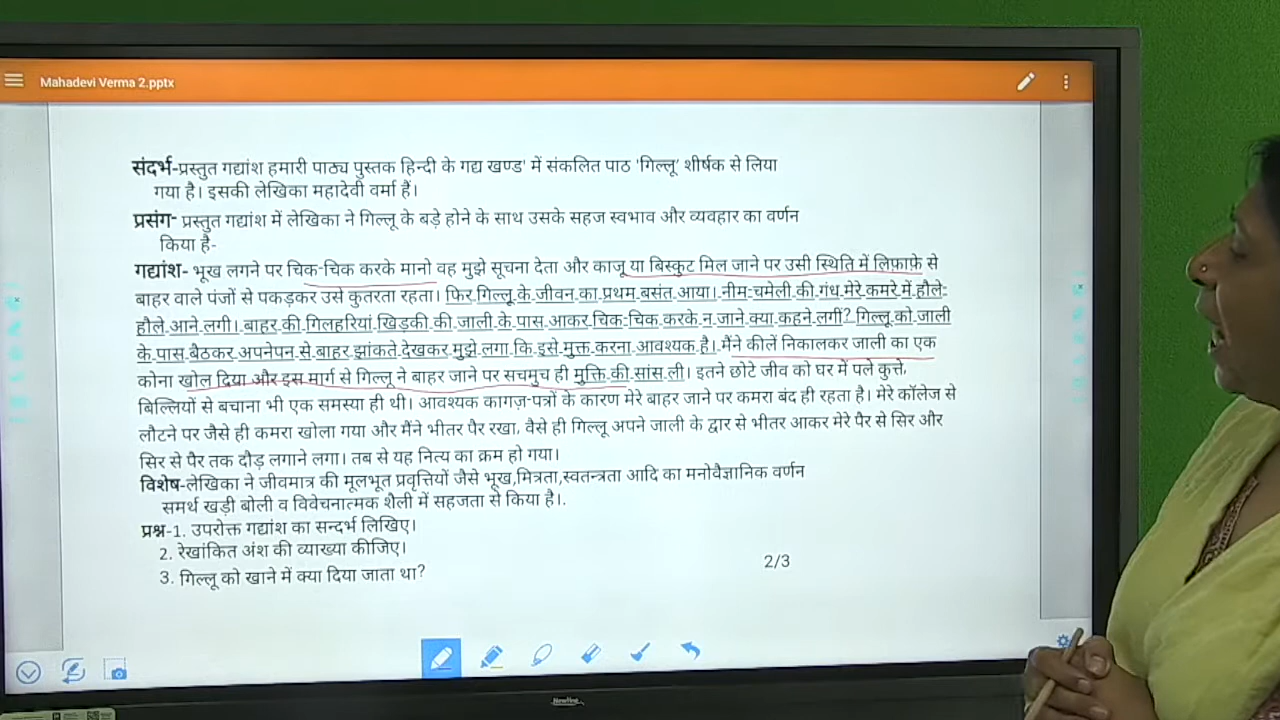 Mahadevi Verma 2.pptx
संदर्भ-प्रस्तुत गद्यांश हमारी पाठ्य पुस्तक हिन्दी के गद्य खण्ड' में संकलित पाठ 'गिल्लू' शीर्षक से लिया
गया है। इसकी लेखिका महादेवी वर्मा हैं।
प्रसंग- प्रस्तुत गद्यांश में लेखिका ने गिल्लू के बड़े होने के साथ उसके सहज स्वभाव और व्यवहार का वर्णन
किया है-
गद्यांश- भूख लगने पर चिक-चिक करके मानो वह मुझे सूचना देता और काजू या बिस्कुट मिल जाने पर उसी स्थिति में लिफ़ाफ़े से
बाहर वाले पंजों से पकड़कर उसे कुतरता रहता। फिर गिल्लू के जीवन का प्रथम बसंत आया। नीम-चमेली की गंध मेरे कमरे में हौले-
हौले आने लगी। बाहर की गिलहरियां खिड़की की जाली के पास आकर चिक-चिक करके न जाने क्या कहने लगीं? गिल्लू को जाली
के पास बैठकर अपनेपन से बाहर झांकते देखकर मुझे लगा कि इसे मुक्त करना आवश्यक है। मैंने कीलें निकालकर जाली का एक
कोना खोल दिया और इस मार्ग से गिल्लू ने बाहर जाने पर सचमुच ही मुक्ति की सांस ली। इतने छोटे जीव को घर में पले कुत्ते,
बिल्लियों से बचाना भी एक समस्या ही थी। आवश्यक कागज़-पत्रों के कारण मेरे बाहर जाने पर कमरा बंद ही रहता है। मेरे कॉलेज से
लौटने पर जैसे ही कमरा खोला गया और मैंने भीतर पैर रखा, वैसे ही गिल्लू अपने जाली के द्वार से भीतर आकर मेरे पैर से सिर और
सिर से पैर तक दौड़ लगाने लगा। तब से यह नित्य का क्रम हो गया।
विशेष-लेखिका ने जीवमात्र की मूलभूत प्रवृत्तियों जैसे भूख,मित्रता,स्वतन्त्रता आदि का मनोवैज्ञानिक वर्णन
समर्थ खड़ी बोली व विवेचनात्मक शैली में सहजता से किया है।.
प्रश्न-1. उपरोक्त गद्यांश का सन्दर्भ लिखिए।
2. रेखांकित अंश की व्याख्या कीजिए।
3. गिल्लू को खाने में क्या दिया जाता था?
2/3